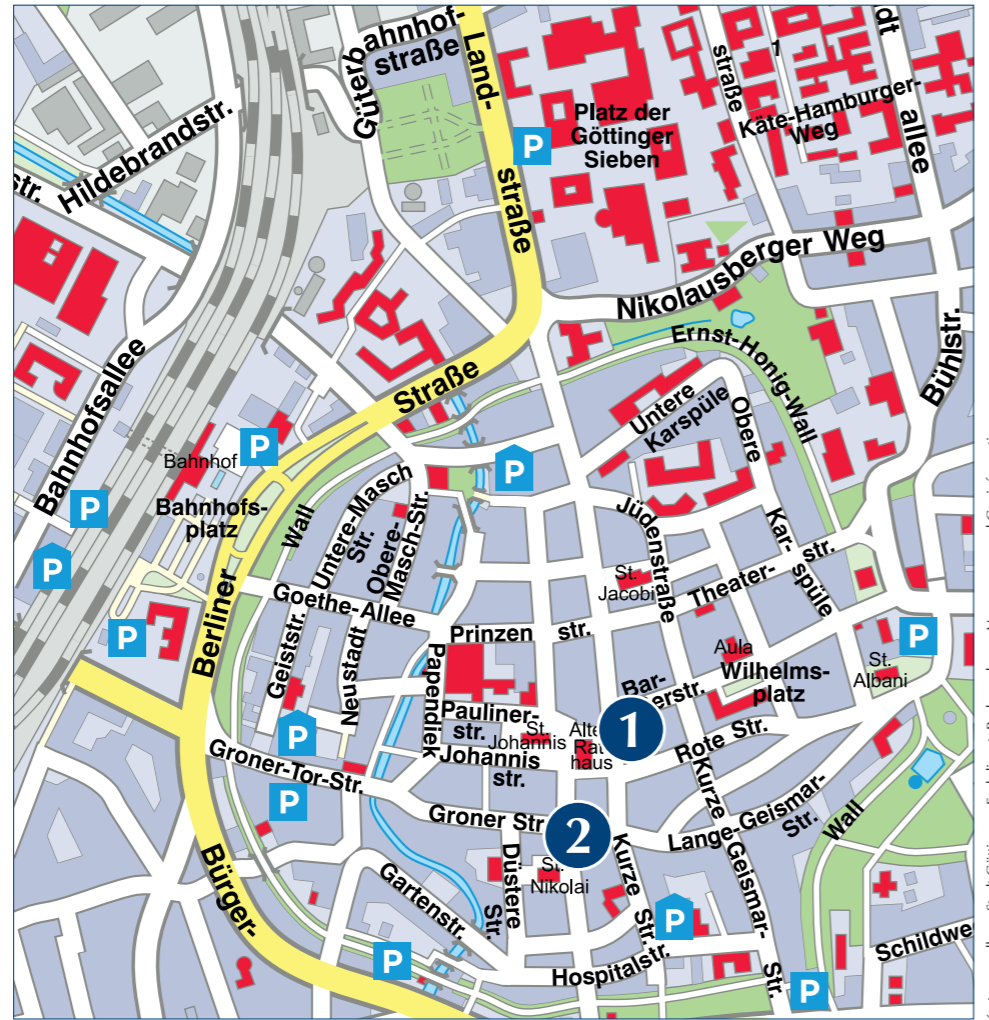 Güterbahnhof-
straße
Land-
straße
P
Platz der
Göttinger
Sieben
straße
Käte-Hamburger-
Weg
dt
allee
str.
Hildebrandstr.
Nikolausberger Weg
Bahnhofsallee
Straße
Ernst-Honig-Wall
Bühlstr.
Untere
Karspüle
Obere
Kar-
spüle
Bahnhof
P
P
P
Bahnhofs-
platz
Wall
Untere-Masch
Str.
Obere-
Masch-Str.
P
Jüdenstraße
St.
Jacobi
Theater-
str.
P
Berliner
Goethe-Allee
Geiststr.
Neustadt
Papendiek
Prinzen
str.
Aula
Wilhelms-
platz
St.
Albani
P
Pauliner-
str.
St.
Johannis
Johannis
str.
Alte
Rat
haus
1
Bar-
erstr.
Rote Str.
P
Groner-Tor-Str.
P
Groner Str
2
Kurze
Geismar-
Str.
Lange-Geismar-
Str.
Wall
Bürger-
Gartenstr.
Düstere
Str.
St.
Nikolai
Kurze
Str.
P
Hospitalstr.
P
P
Schildwe